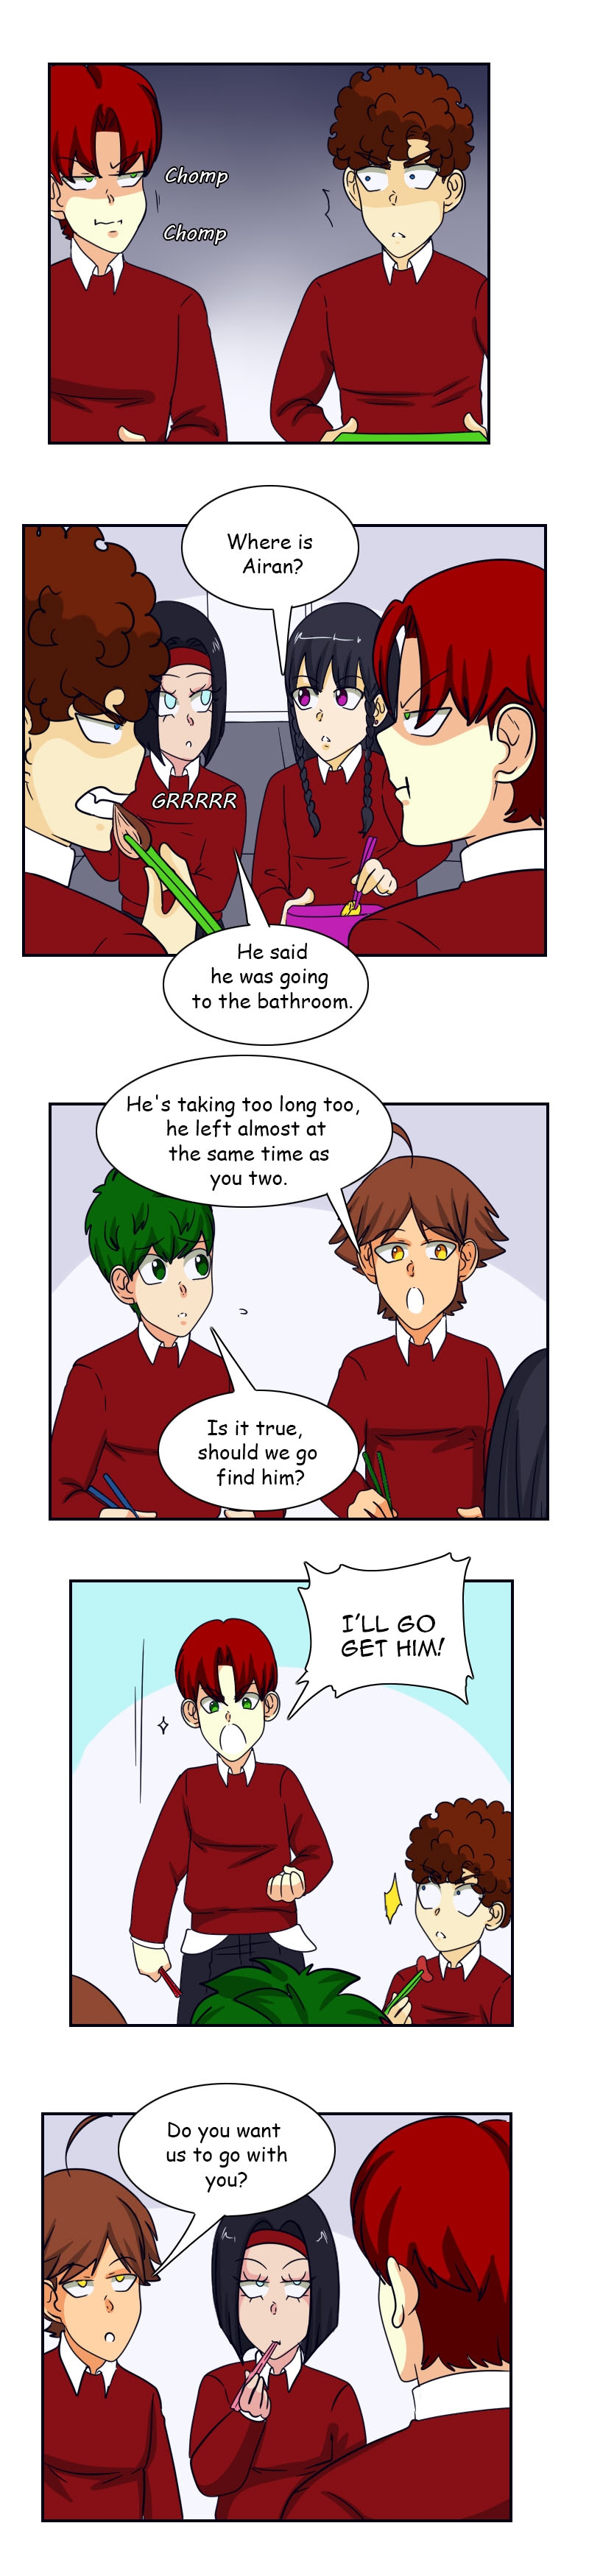 Chomp
Chomp
Where is
Airan?
GRRRRR
He said
he was going
to the bathroom.
He's taking too long too,
he left almost at
the same time as
you two.
Is it true,
should we go
find him?
I'LL GO
GET HIM!
Do you want
us to go with
you?